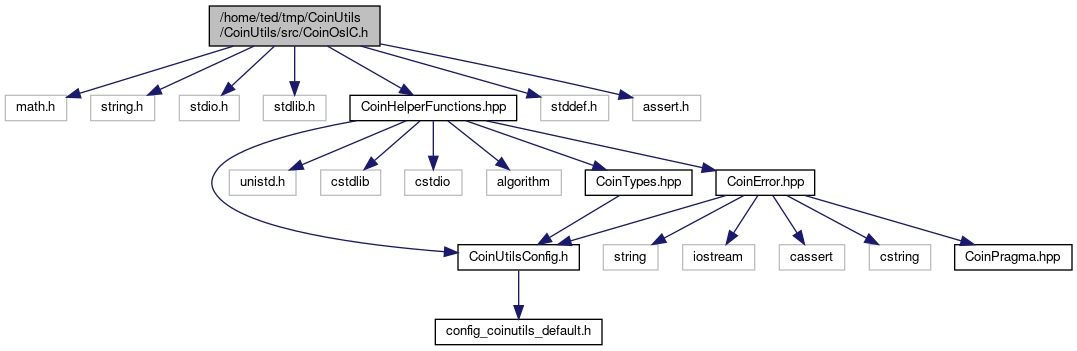 /home/ted/tmp/CoinUtils
/CoinUtils/src/CoinOslC.h
math.h
string.h
stdio.h
stdlib.h
CoinHelperFunctions.hpp
stddef.h
assert.h
unistd.h
cstdlib
cstdio
algorithm
CoinTypes.hpp
CoinError.hpp
CoinUtilsConfig.h
string
iostream
cassert
cstring
CoinPragma.hpp
config_coinutils_default.h